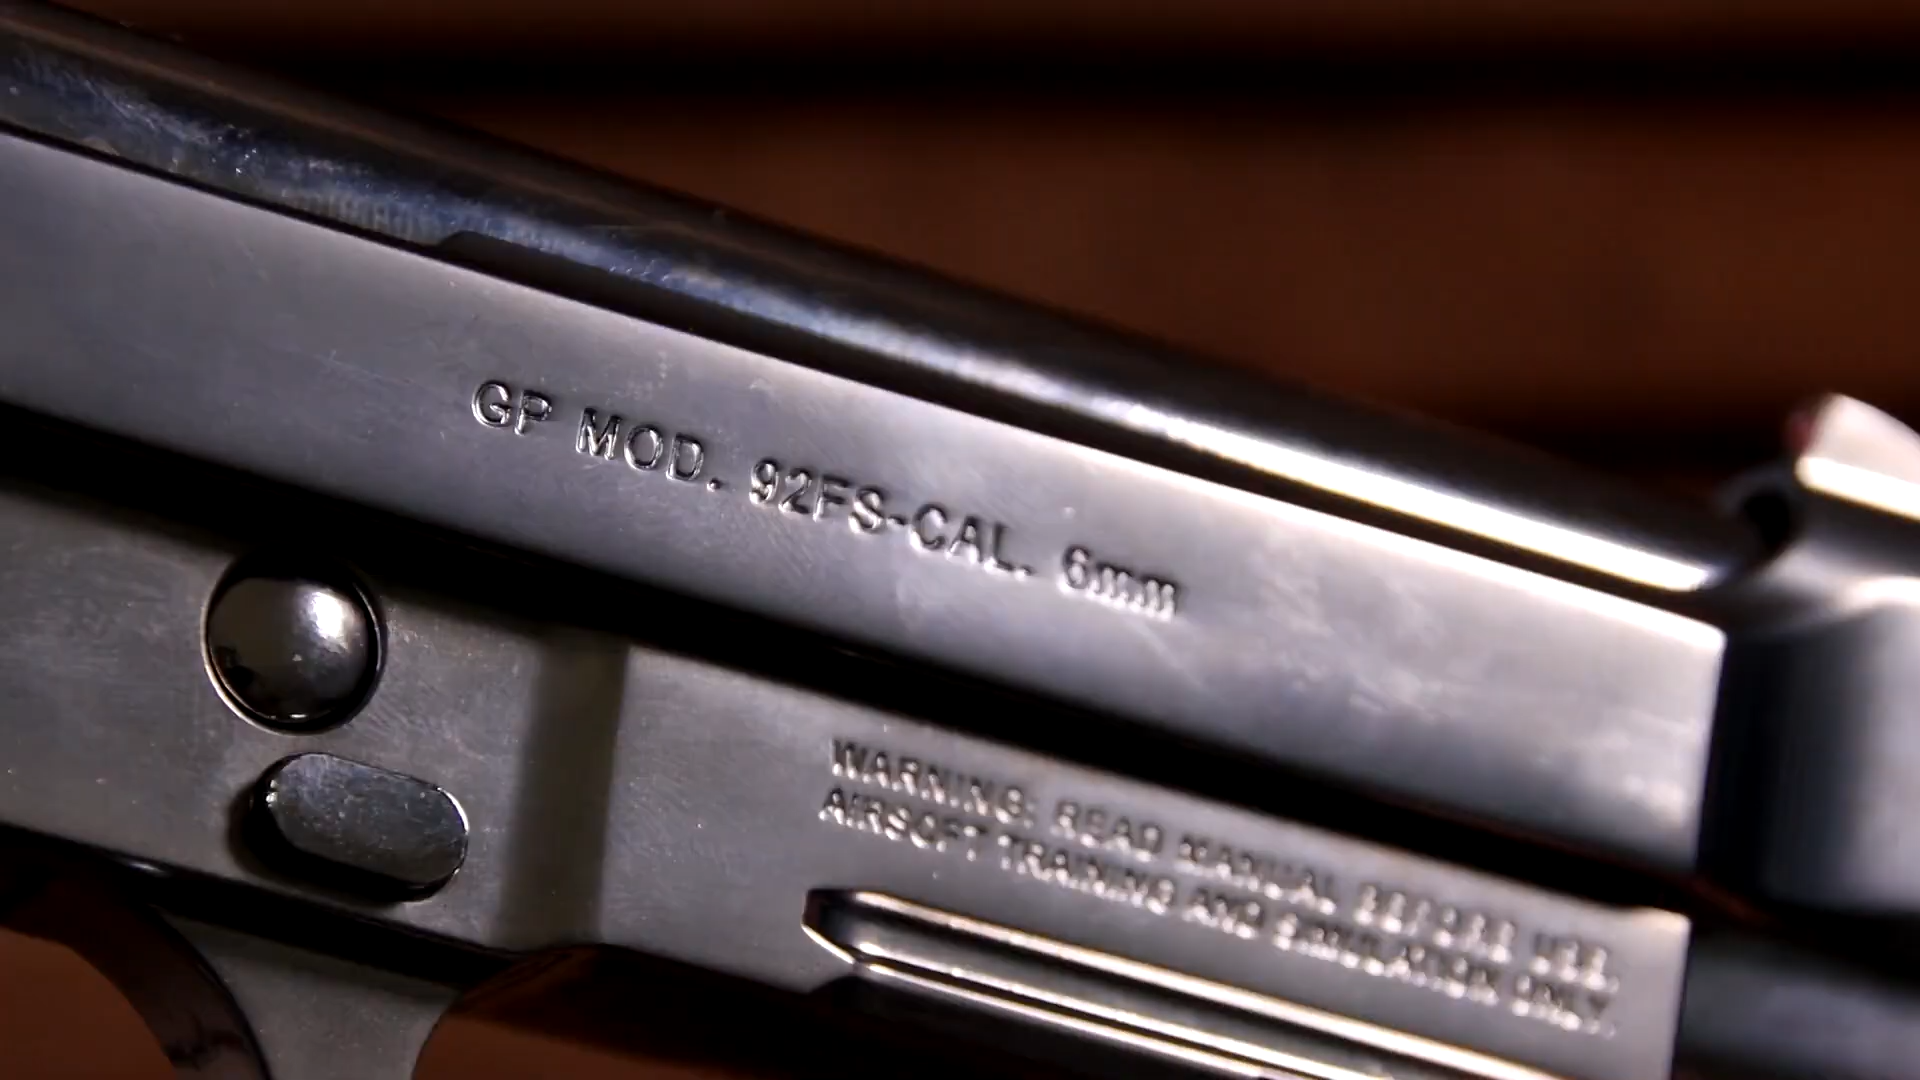 GP MOD. 92FS-CAL. 6mm
WARNING: READ MANUAL BEFORE USE.
AIRSOFT TRAINING AND SIMULATION ONLY.